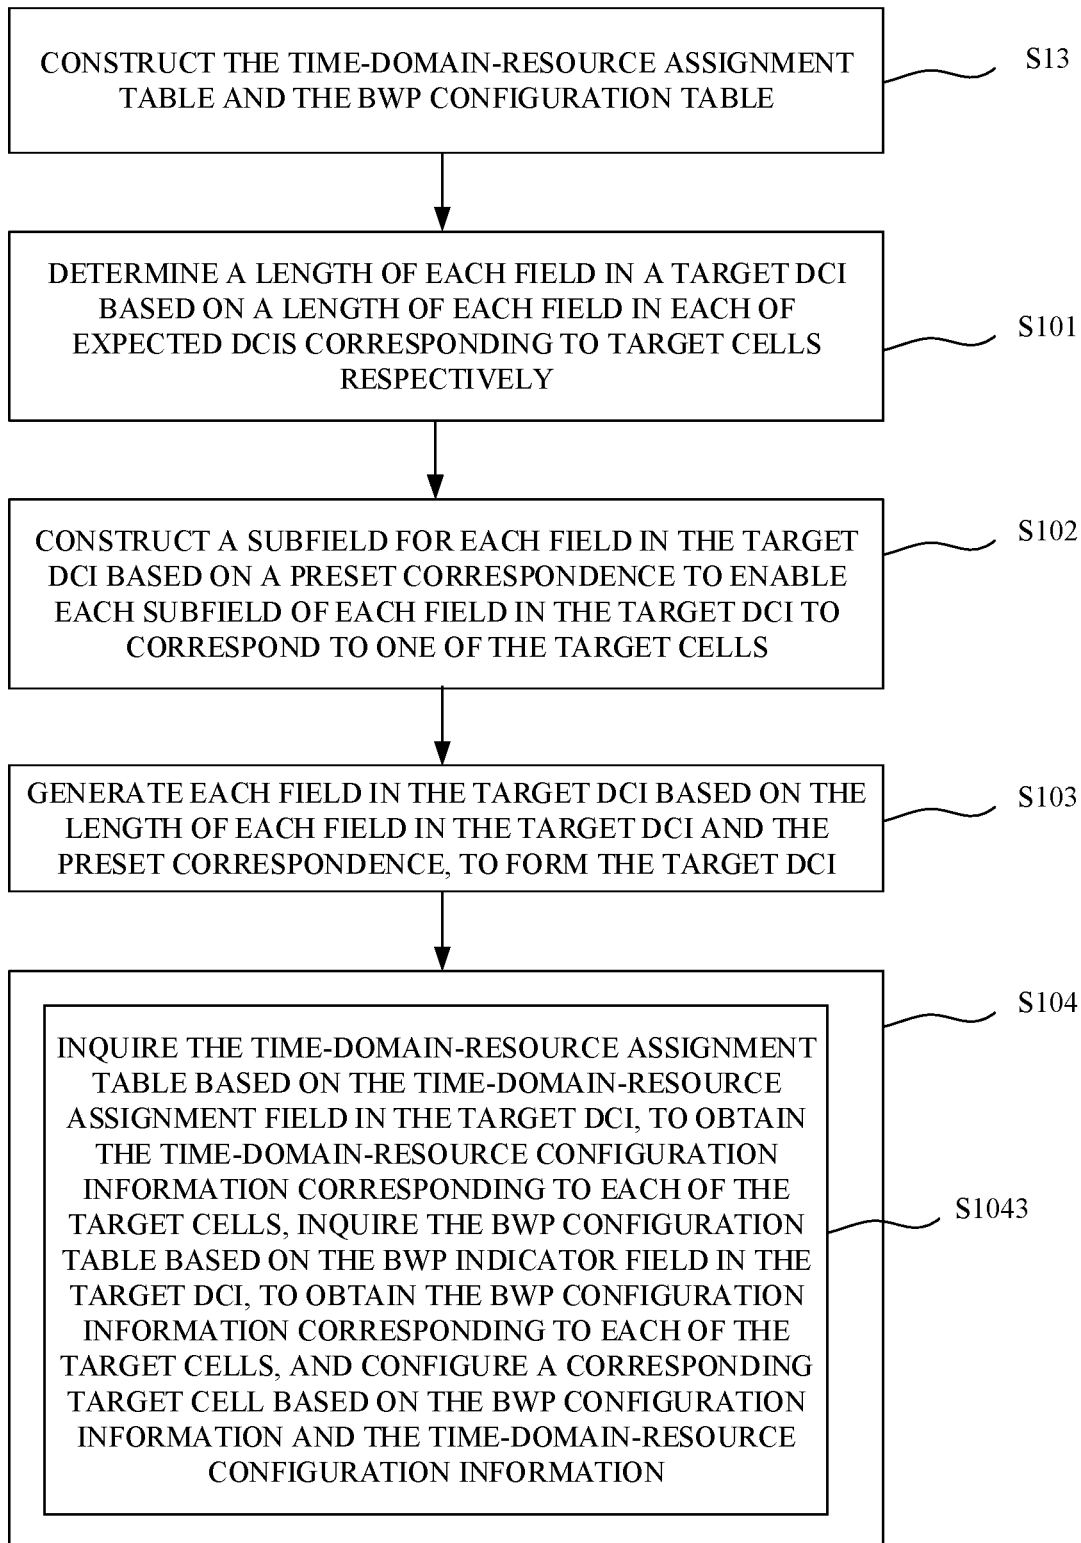 CONSTRUCT THE TIME-DOMAIN-RESOURCE ASSIGNMENT
TABLE AND THE BWP CONFIGURATION TABLE
S13
DETERMINE A LENGTH OF EACH FIELD IN A TARGET DCI
BASED ON A LENGTH OF EACH FIELD IN EACH OF
EXPECTED DCIS CORRESPONDING TO TARGET CELLS
RESPECTIVELY
S101
CONSTRUCT A SUBFIELD FOR EACH FIELD IN THE TARGET
DCI BASED ON A PRESET CORRESPONDENCE TO ENABLE
EACH SUBFIELD OF EACH FIELD IN THE TARGET DCI TO
CORRESPOND TO ONE OF THE TARGET CELLS
S102
GENERATE EACH FIELD IN THE TARGET DCI BASED ON THE
LENGTH OF EACH FIELD IN THE TARGET DCI AND THE
PRESET CORRESPONDENCE, TO FORM THE TARGET DCI
S103
S104
INQUIRE THE TIME-DOMAIN-RESOURCE ASSIGNMENT
TABLE BASED ON THE TIME-DOMAIN-RESOURCE
ASSIGNMENT FIELD IN THE TARGET DCI, TO OBTAIN
THE TIME-DOMAIN-RESOURCE CONFIGURATION
INFORMATION CORRESPONDING TO EACH OF THE
TARGET CELLS, INQUIRE THE BWP CONFIGURATION
TABLE BASED ON THE BWP INDICATOR FIELD IN THE
TARGET DCI, TO OBTAIN THE BWP CONFIGURATION
INFORMATION CORRESPONDING TO EACH OF THE
TARGET CELLS, AND CONFIGURE A CORRESPONDING
TARGET CELL BASED ON THE BWP CONFIGURATION
INFORMATION AND THE TIME-DOMAIN-RESOURCE
CONFIGURATION INFORMATION
S1043